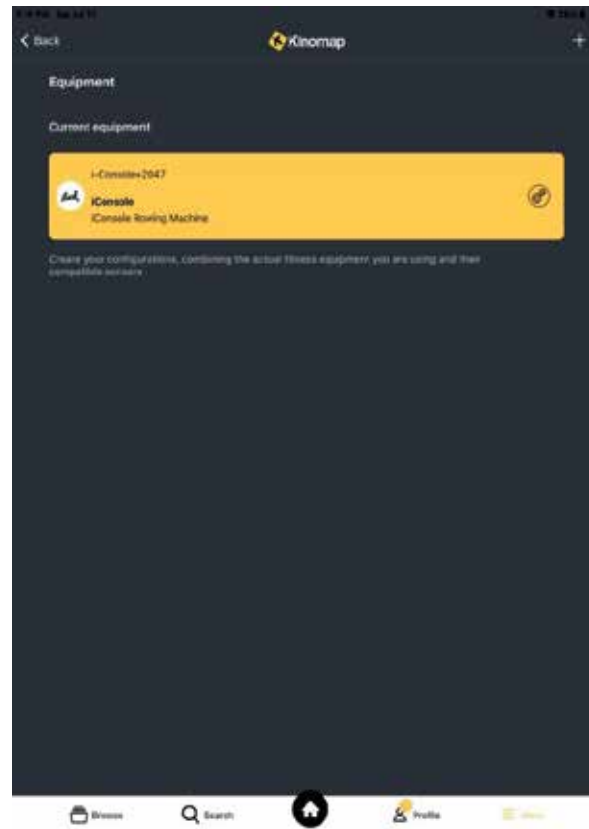 Back
Kinomap
+
Equipment
Current equipment
i-Console+2047
iConsole
iConsole Rowing Machine
Create your configurations, combining the actual fitness equipment you are using and their
compatible sensors
Browse
Search
Profile